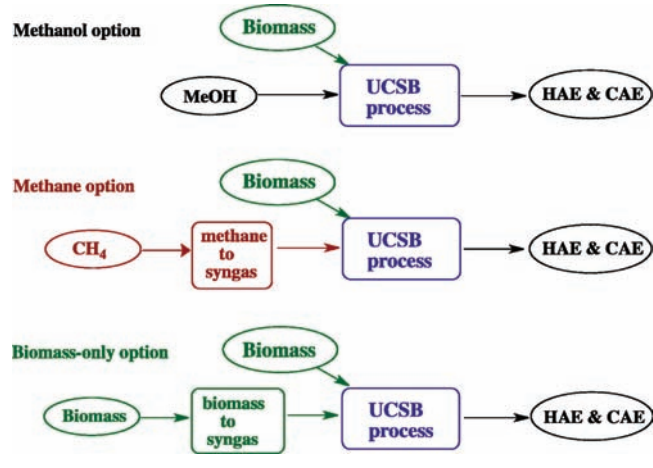 Methanol option
Biomass
MeOH
UCSB
process
HAE & CAE
Methane option
Biomass
CH₄
methane
to
syngas
UCSB
process
HAE & CAE
Biomass-only option
Biomass
Biomass
biomass
to
syngas
UCSB
process
HAE & CAE